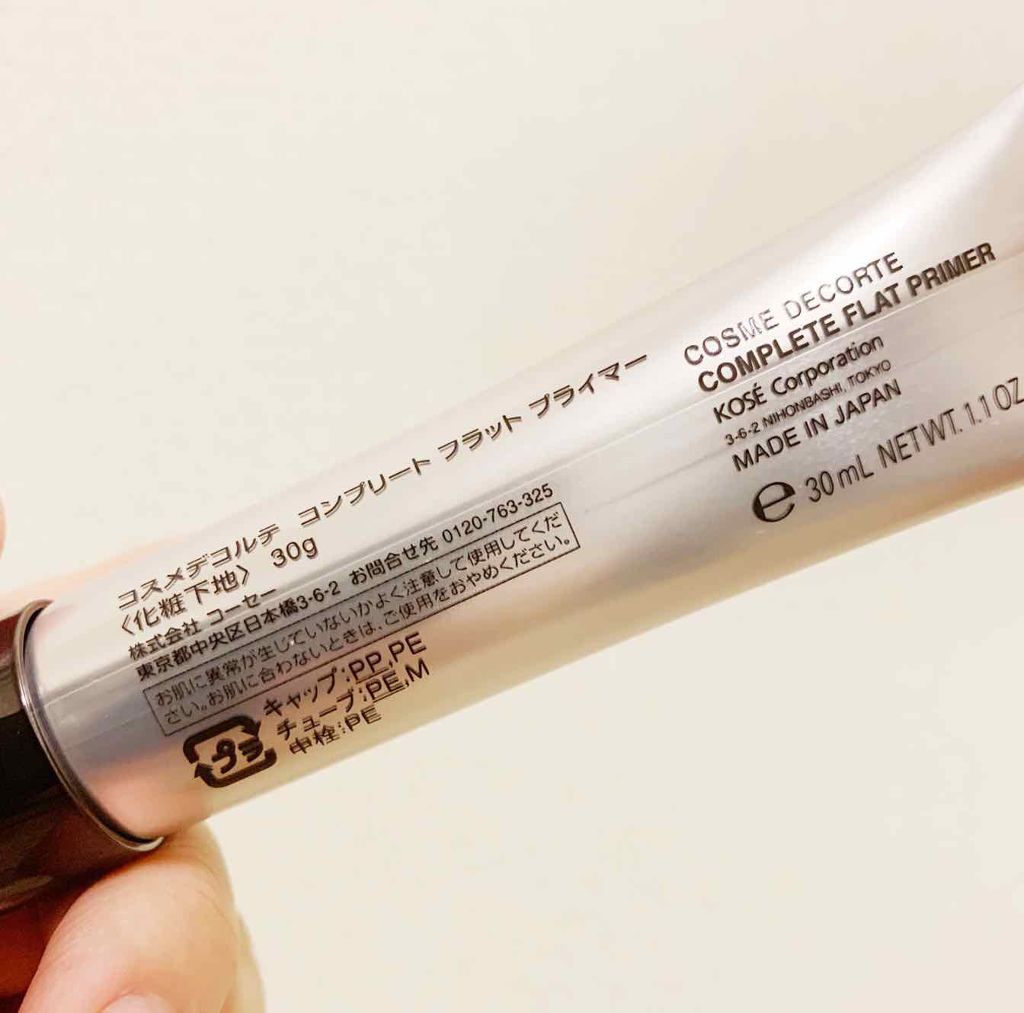 コスメデコルテ コンプリート フラット プライマー
〈化粧下地〉 30g
株式会社 コーセー
東京都中央区日本橋3-6-2 お問合せ先 0120-763-325
お肌に異常が生じていないかよく注意して使用してくだ
さい。お肌に合わないときは、ご使用をおやめください。
プラ
キャップ:PP,PE
チューブ:PE,M
中栓:PE
COSME DECORTE
COMPLETE FLAT PRIMER
KOSÉ Corporation
3-6-2 NIHONBASHI, TOKYO
MADE IN JAPAN
e 30mL NET WT. 1.1 OZ